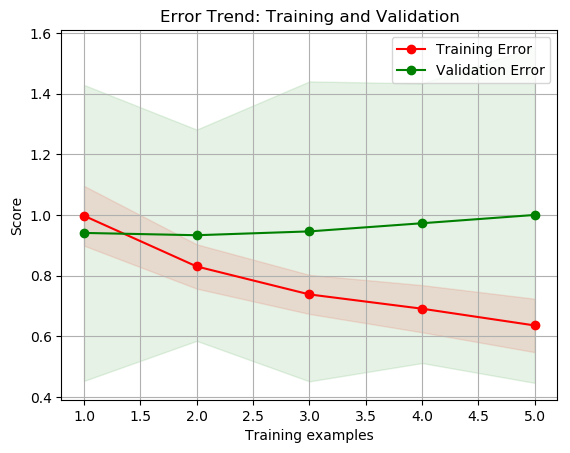 Error Trend: Training and Validation
1.6
1.4
1.2
1.0
0.8
0.6
0.4
Score
Training Error
Validation Error
1.0 1.5 2.0 2.5 3.0 3.5 4.0 4.5 5.0
Training examples